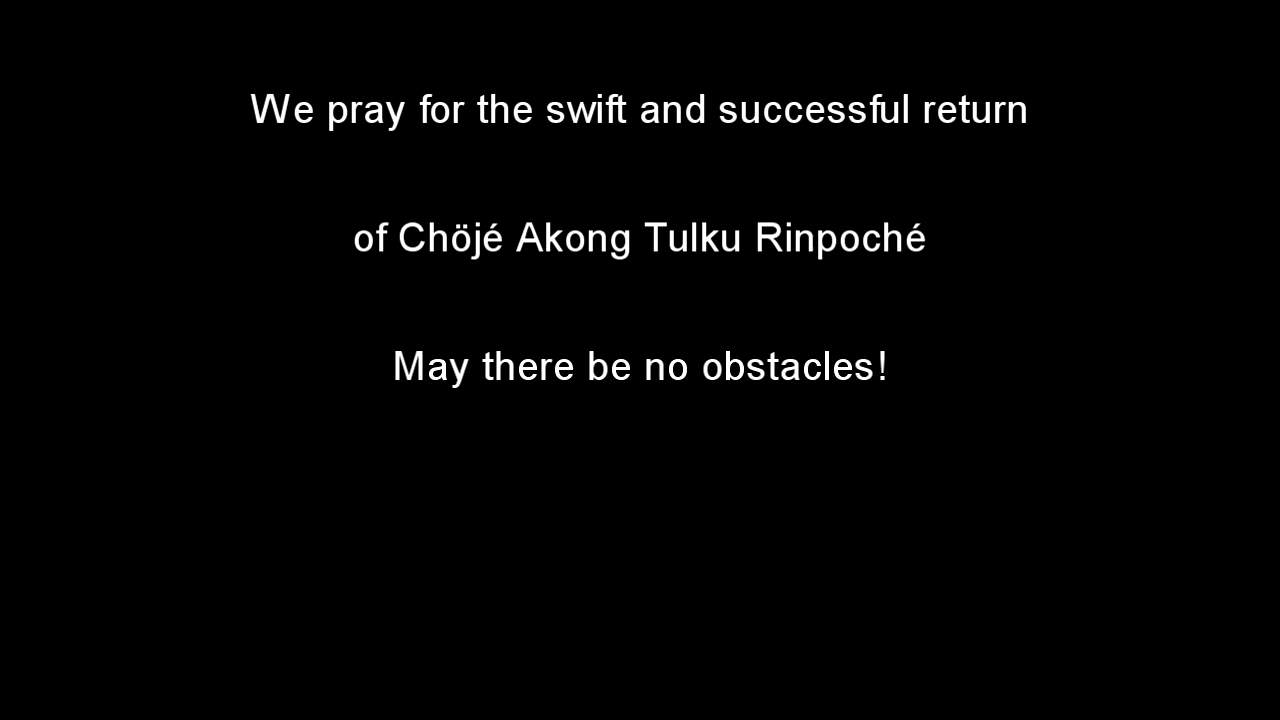 We pray for the swift and successful return
of Chöjé Akong Tulku Rinpoché
May there be no obstacles!